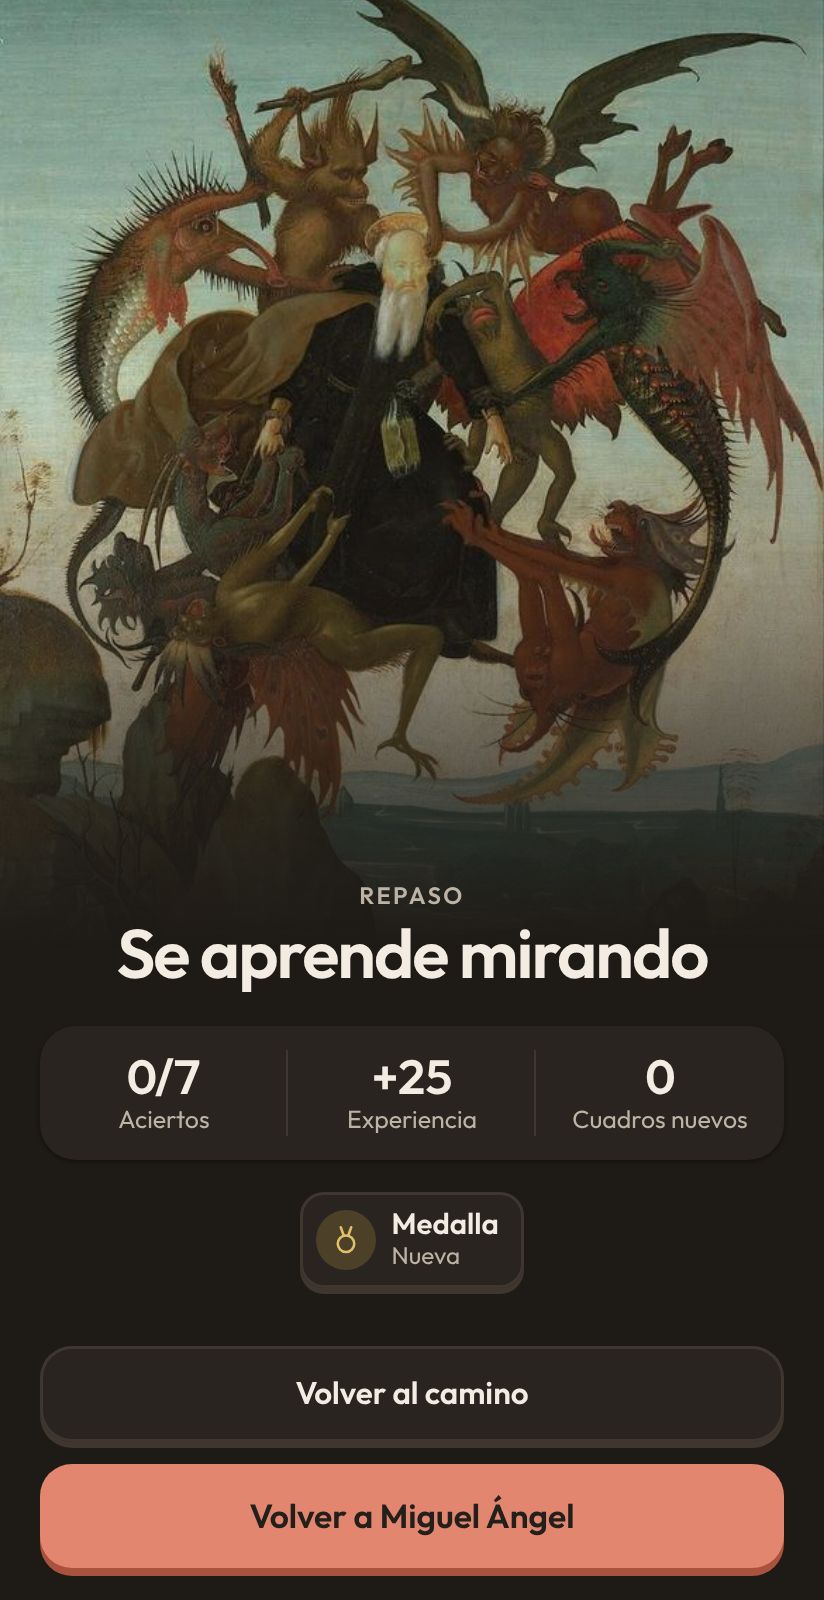 REPASO
Se aprende mirando
0/7
Aciertos
+25
Experiencia
0
Cuadros nuevos
Medalla
Nueva
Volver al camino
Volver a Miguel Ángel